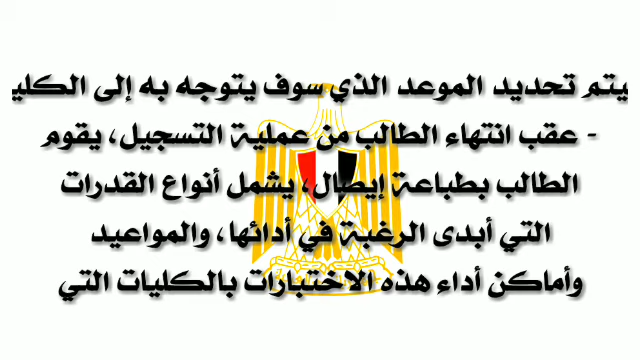 يتم تحديد الموعد الذي سوف يتوجه به إلى الكلي
- عقب انتهاء الطالب من عملية التسجيل، يقوم
الطالب بطباعة إيصال، يشمل أنواع القدرات
التي أبدى الرغبة في أدائها، والمواعيد
وأماكن أداء هذه الاختبارات بالكليات التي